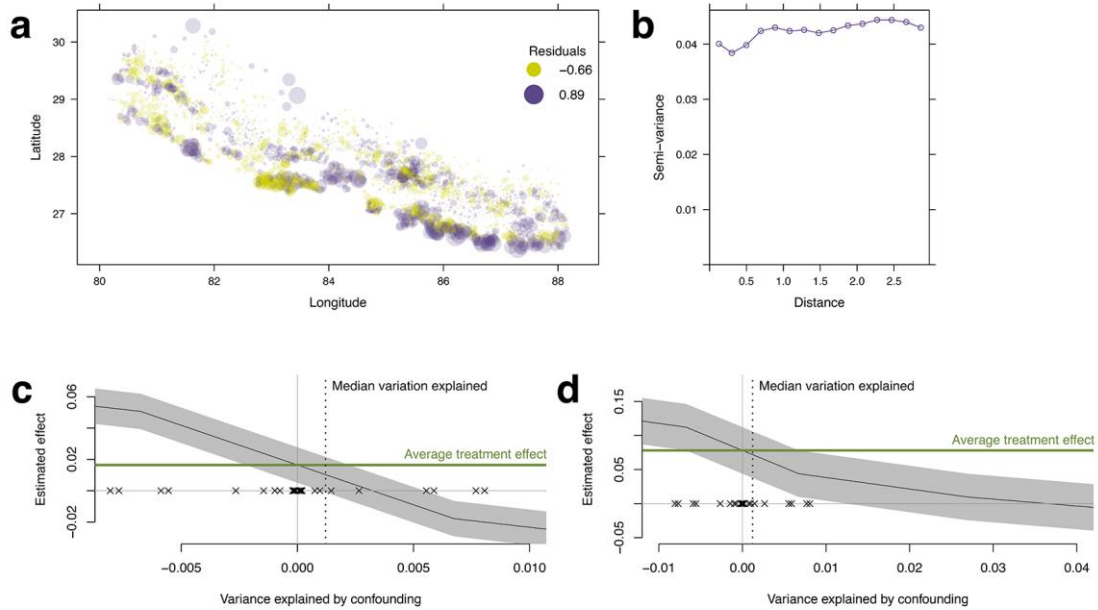 a
30
29
28
27
Latitude
80
82
84
86
88
Longitude
Residuals
−0.66
0.89
b
0.04
0.03
0.02
0.01
Semi−variance
0.5
1.0
1.5
2.0
2.5
Distance
c
Median variation explained
Average treatment effect
0.06
0.02
−0.02
Estimated effect
−0.005
0.000
0.005
0.010
Variance explained by confounding
d
Median variation explained
Average treatment effect
0.15
0.05
−0.05
Estimated effect
−0.01
0.00
0.01
0.02
0.03
0.04
Variance explained by confounding